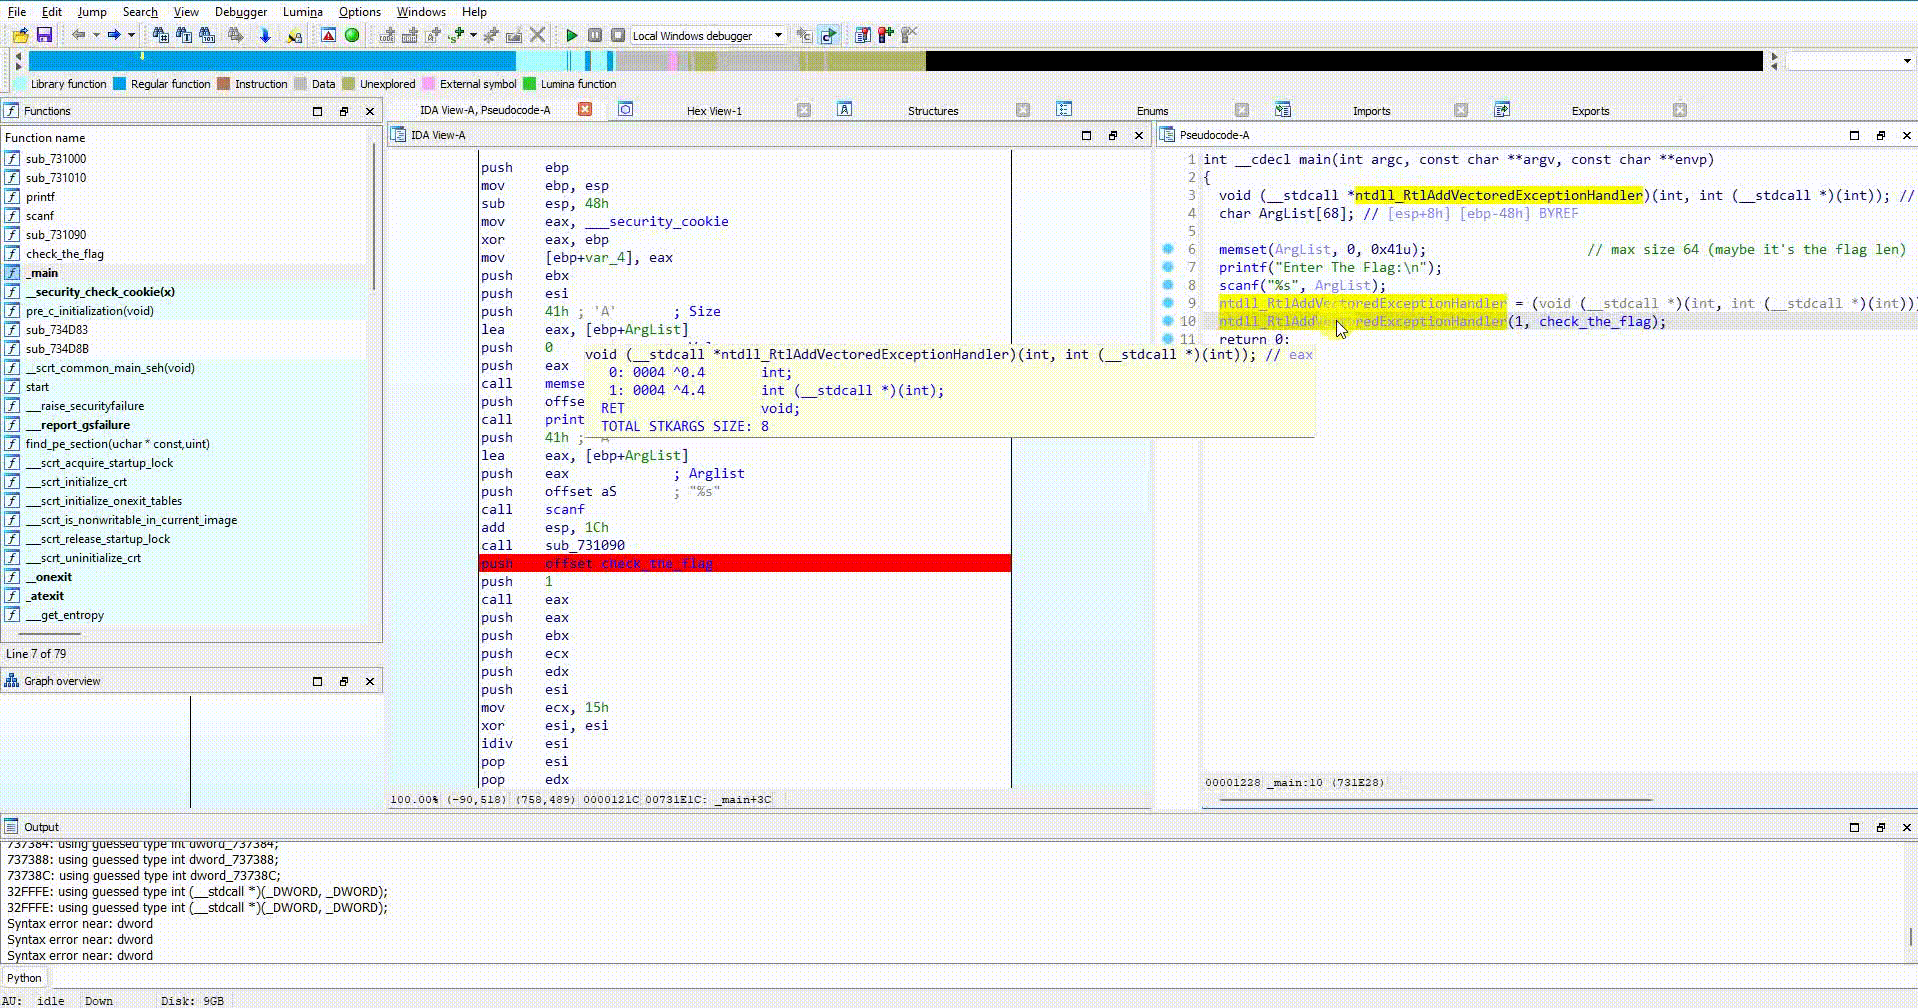 File Edit Jump Search View Debugger Lumina Options Windows Help
Local Windows debugger
Library function Regular function Instruction Data Unexplored External symbol Lumina function
Functions
Function name
sub_731000
sub_731010
printf
scanf
sub_731090
check_the_flag
_main
__security_check_cookie(x)
pre_c_initialization(void)
sub_734D83
sub_734D8B
__scrt_common_main_seh(void)
start
___raise_securityfailure
___report_gsfailure
find_pe_section(uchar * const,uint)
___scrt_acquire_startup_lock
___scrt_initialize_crt
___scrt_initialize_onexit_tables
___scrt_is_nonwritable_in_current_image
___scrt_release_startup_lock
___scrt_uninitialize_crt
__onexit
_atexit
___get_entropy
Line 7 of 79
Graph overview
IDA View-A, Pseudocode-A Hex View-1 Structures Enums Imports Exports
IDA View-A
push ebp
mov ebp, esp
sub esp, 48h
mov eax, ___security_cookie
xor eax, ebp
mov [ebp+var_4], eax
push ebx
push esi
push 41h ; 'A' ; Size
lea eax, [ebp+ArgList]
push 0
push eax
call memse
push offse
call print
push 41h ; 'A'
lea eax, [ebp+ArgList]
push eax ; Arglist
push offset aS ; "%s"
call scanf
add esp, 1Ch
call sub_731090
push offset check_the_flag
push 1
call eax
push eax
push ebx
push ecx
push edx
push esi
mov ecx, 15h
xor esi, esi
idiv esi
pop esi
pop edx
100.00% (-90,518) (758,489) 0000121C 00731E1C: _main+3C
void (__stdcall *ntdll_RtlAddVectoredExceptionHandler)(int, int (__stdcall *)(int)); // eax
0: 0004 ^0.4 int;
1: 0004 ^4.4 int (__stdcall *)(int);
RET void;
TOTAL STKARGS SIZE: 8
Pseudocode-A
1 int __cdecl main(int argc, const char **argv, const char **envp)
2 {
3 void (__stdcall *ntdll_RtlAddVectoredExceptionHandler)(int, int (__stdcall *)(int)); //
4 char ArgList[68]; // [esp+8h] [ebp-48h] BYREF
5
6 memset(ArgList, 0, 0x41u); // max size 64 (maybe it's the flag len)
7 printf("Enter The Flag:\n");
8 scanf("%s", ArgList);
9 ntdll_RtlAddVectoredExceptionHandler = (void (__stdcall *)(int, int (__stdcall *)(int))
10 ntdll_RtlAddVectoredExceptionHandler(1, check_the_flag);
11 return 0;
00001228 _main:10 (731E28)
Output
737384: using guessed type int dword_737384;
737388: using guessed type int dword_737388;
73738C: using guessed type int dword_73738C;
32FFFE: using guessed type int (__stdcall *)(_DWORD, _DWORD);
32FFFE: using guessed type int (__stdcall *)(_DWORD, _DWORD);
Syntax error near: dword
Syntax error near: dword
Syntax error near: dword
Python
AU: idle Down Disk: 9GB